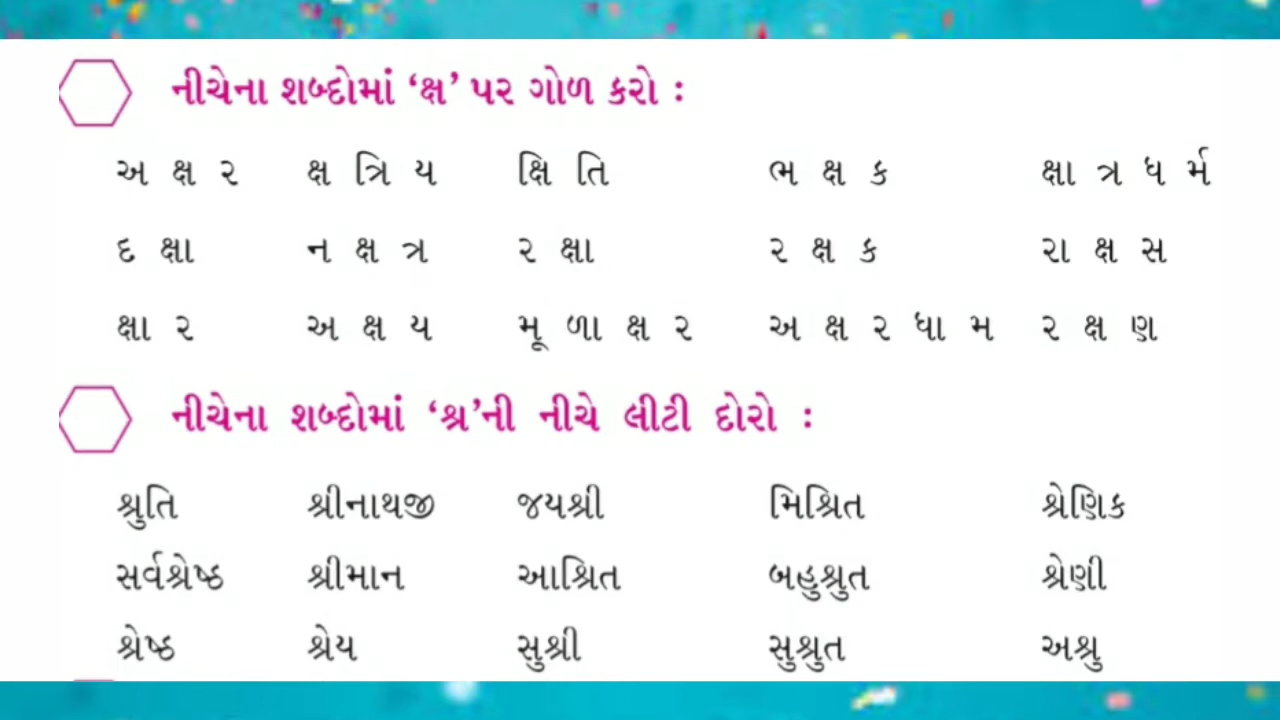 નીચેના શબ્દોમાં ‘ક્ષ’ પર ગોળ કરો :
અ ક્ષ ર ક્ષ ત્રિ ય ક્ષિ તિ ભ ક્ષ ક ક્ષા ત્ર ધ ર્મ
દ ક્ષા ન ક્ષ ત્ર ર ક્ષા ર ક્ષ ક રા ક્ષ સ
ક્ષા ર અ ક્ષ ય મૂ ળા ક્ષ ર અ ક્ષ ર ધા મ ર ક્ષ ણ
નીચેના શબ્દોમાં ‘શ્ર’ની નીચે લીટી દોરો :
શ્રુતિ શ્રીનાથજી જયશ્રી મિશ્રિત શ્રેણિક
સર્વશ્રેષ્ઠ શ્રીમાન આશ્રિત બહુશ્રુત શ્રેણી
શ્રેષ્ઠ શ્રેય સુશ્રી સુશ્રુત અશ્રુ